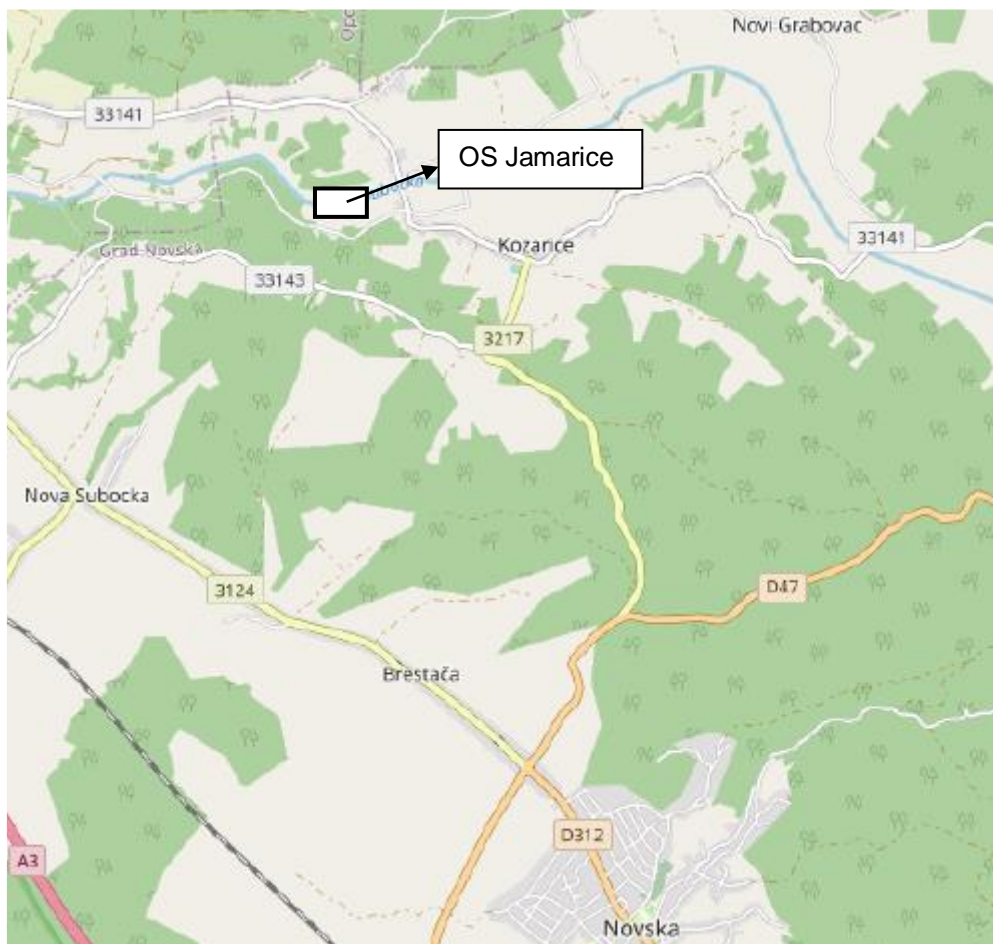 Novi Grabovac
Opo
33141
OS Jamarice
Kozarice
33141
Grad Novska
33143
3217
Nova Subocka
3124
D47
Brestača
D312
A3
Novska